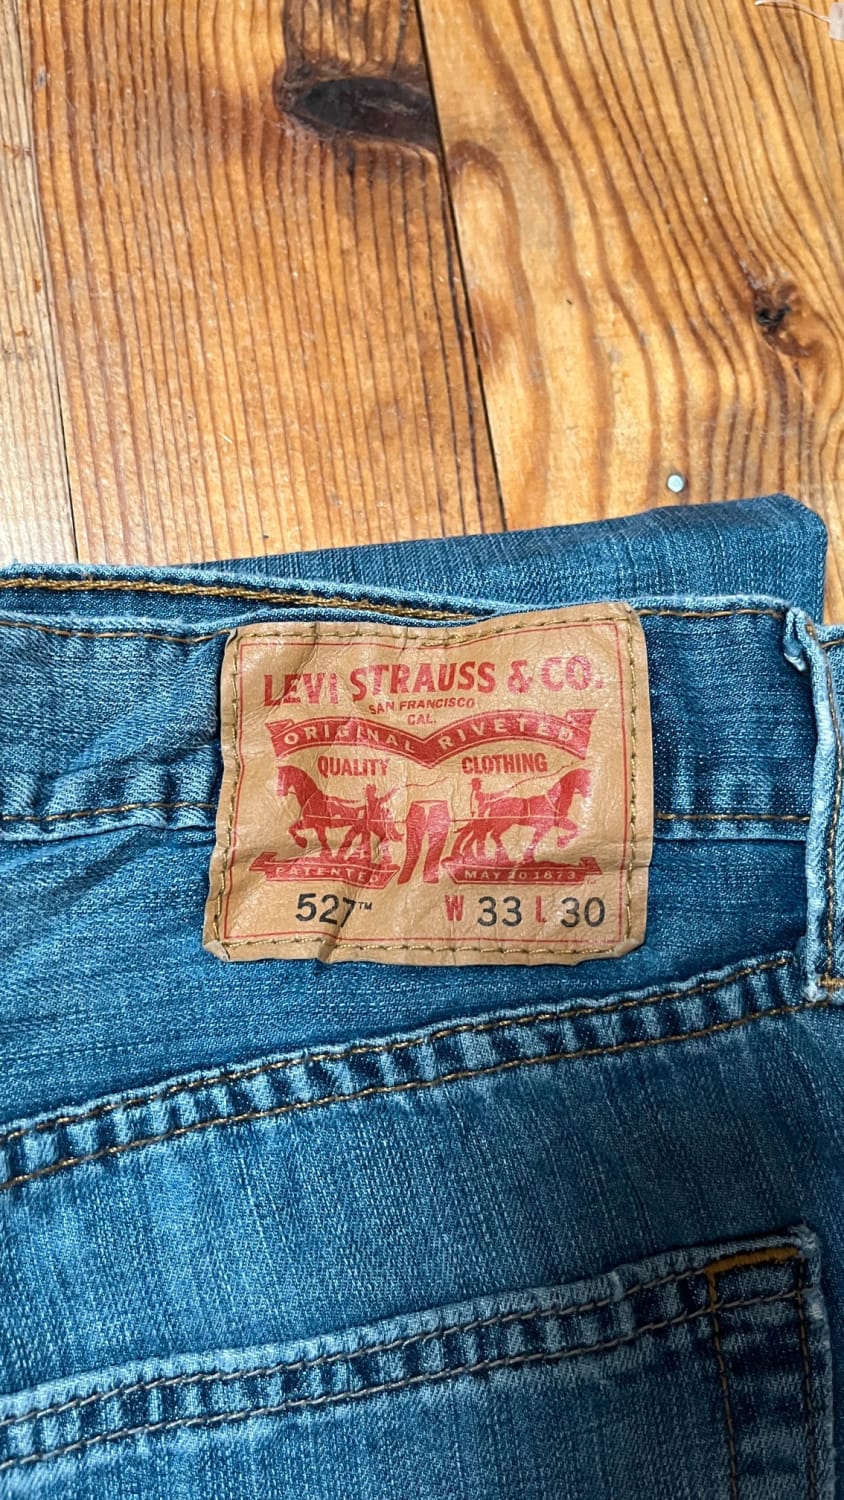 LEVI STRAUSS & CO.
SAN FRANCISCO
CAL.
ORIGINAL RIVETED
QUALITY CLOTHING
PATENTED MAY 20 1873
527™ W 33 L 30